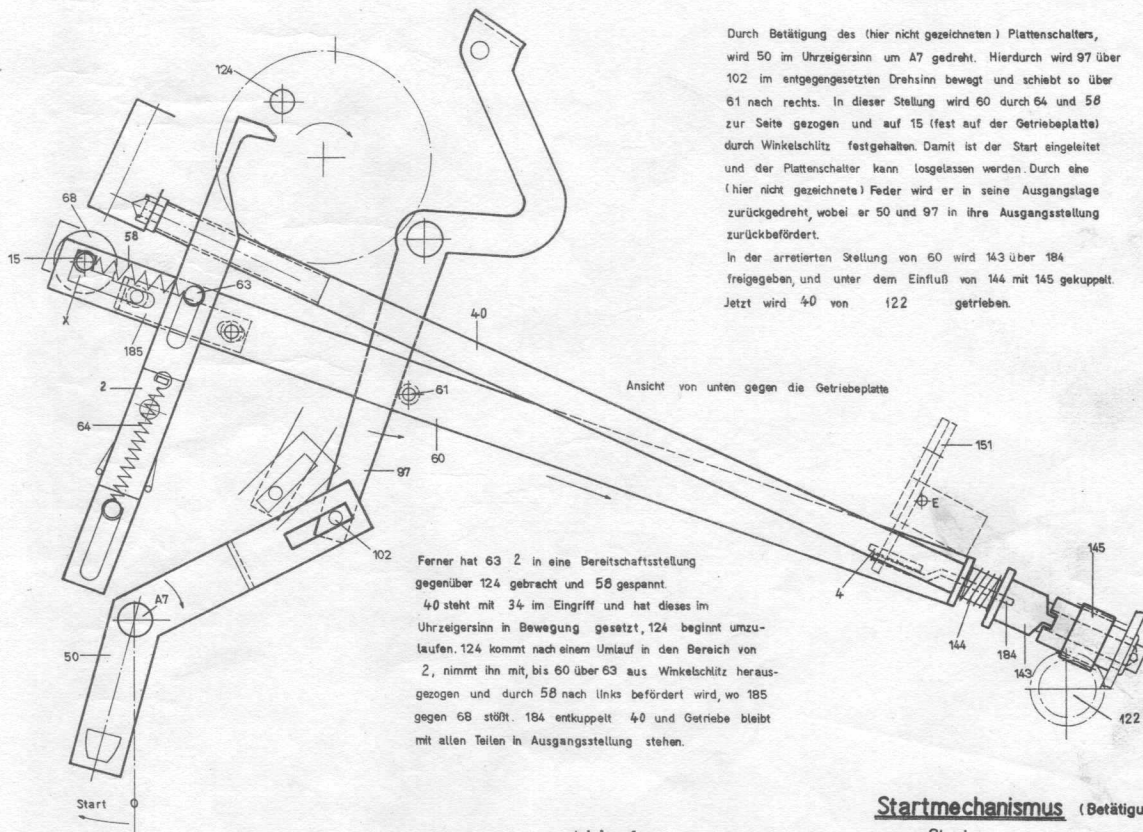 Durch Betätigung des (hier nicht gezeichneten) Plattenschalters,
wird 50 im Uhrzeigersinn um A7 gedreht. Hierdurch wird 97 über
102 im entgegengesetzten Drehsinn bewegt und schiebt so über
61 nach rechts. In dieser Stellung wird 60 durch 64 und 58
zur Seite gezogen und auf 15 (fest auf der Getriebeplatte)
durch Winkelschlitz festgehalten. Damit ist der Start eingeleitet
und der Plattenschalter kann losgelassen werden. Durch eine
(hier nicht gezeichnete) Feder wird er in seine Ausgangslage
zurückgedreht, wobei er 50 und 97 in ihre Ausgangsstellung
zurückbefördert.
In der arretierten Stellung von 60 wird 143 über 184
freigegeben, und unter dem Einfluß von 144 mit 145 gekuppelt.
Jetzt wird 40 von 122 getrieben.
124
68
58
15
63
X
185
40
2
Ansicht von unten gegen die Getriebeplatte
61
64
60
151
97
E
102
Ferner hat 63 2 in eine Bereitschaftsstellung
gegenüber 124 gebracht und 58 gespannt.
40 steht mit 34 im Eingriff und hat dieses im
Uhrzeigersinn in Bewegung gesetzt, 124 beginnt umzu-
laufen. 124 kommt nach einem Umlauf in den Bereich von
2, nimmt ihn mit, bis 60 über 63 aus Winkelschlitz heraus-
gezogen und durch 58 nach links befördert wird, wo 185
gegen 68 stößt. 184 entkuppelt 40 und Getriebe bleibt
mit allen Teilen in Ausgangsstellung stehen.
145
4
A7
144
184
143
50
122
Start
Startmechanismus (Betätigu